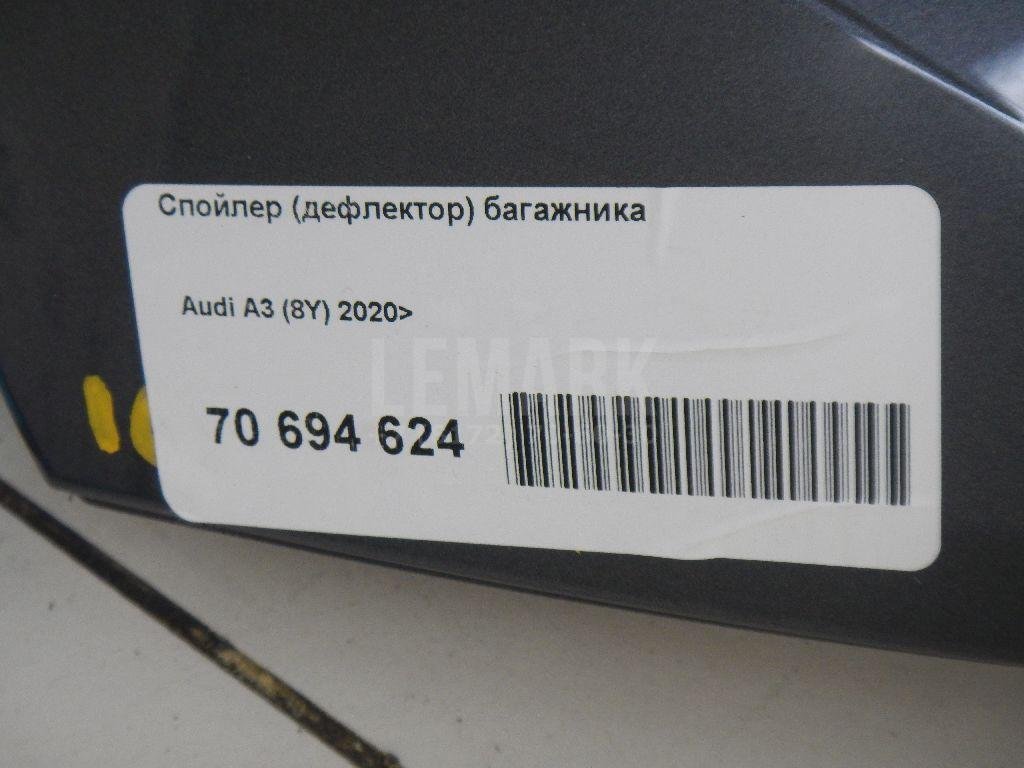 Спойлер (дефлектор) багажника
Audi A3 (8Y) 2020>
LEMARK
70 694 624